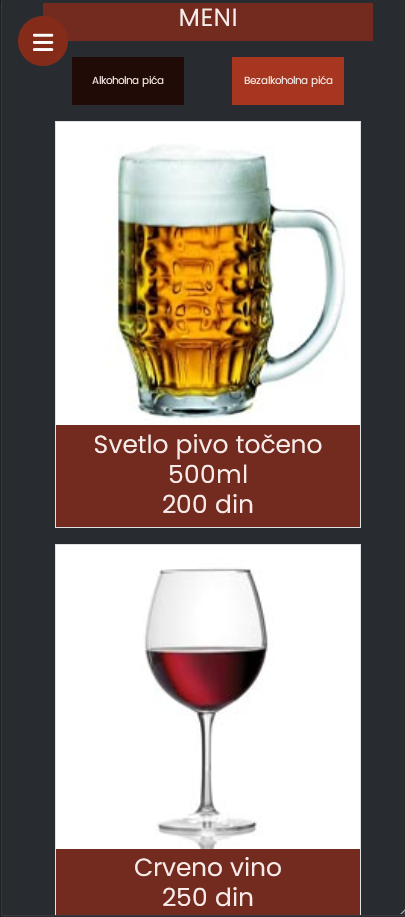 MENI
Alkoholna pića
Bezalkoholna pića
Svetlo pivo točeno
500ml
200 din
Crveno vino
250 din